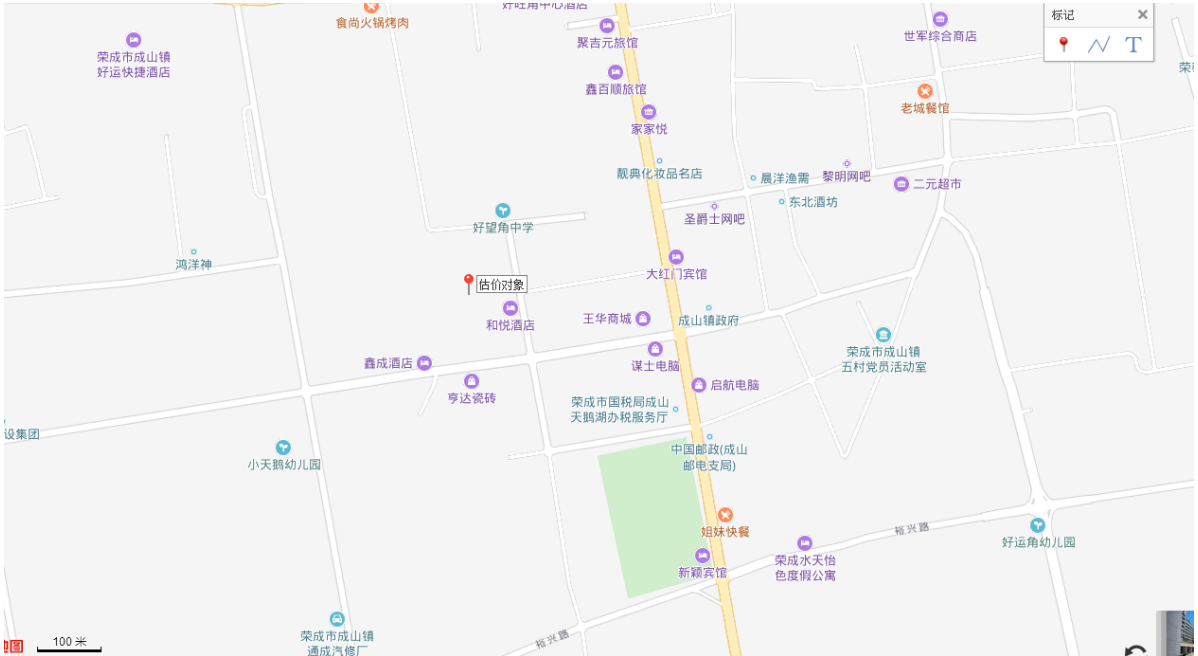 好旺角中心酒店
标记
食尚火锅烤肉
聚吉元旅馆
世军综合商店
T
荣成市成山镇
好运快捷酒店
荣
鑫百顺旅馆
老城餐馆
家家悦
靓典化妆品名店
晨洋渔需
黎明网吧
二元超市
东北酒坊
圣爵士网吧
好望角中学
鸿洋神
大红门宾馆
估价对象
和悦酒店
王华商城
成山镇政府
荣成市成山镇
五村党员活动室
鑫成酒店
谋士电脑
启航电脑
亨达瓷砖
荣成市国税局成山
天鹅湖办税服务厅
设集团
中国邮政(成山
邮电支局)
小天鹅幼儿园
姐妹快餐
裕兴路
好运角幼儿园
荣成水天怡
色度假公寓
新颖宾馆
荣成市成山镇
通成汽修厂
裕兴路
100 米